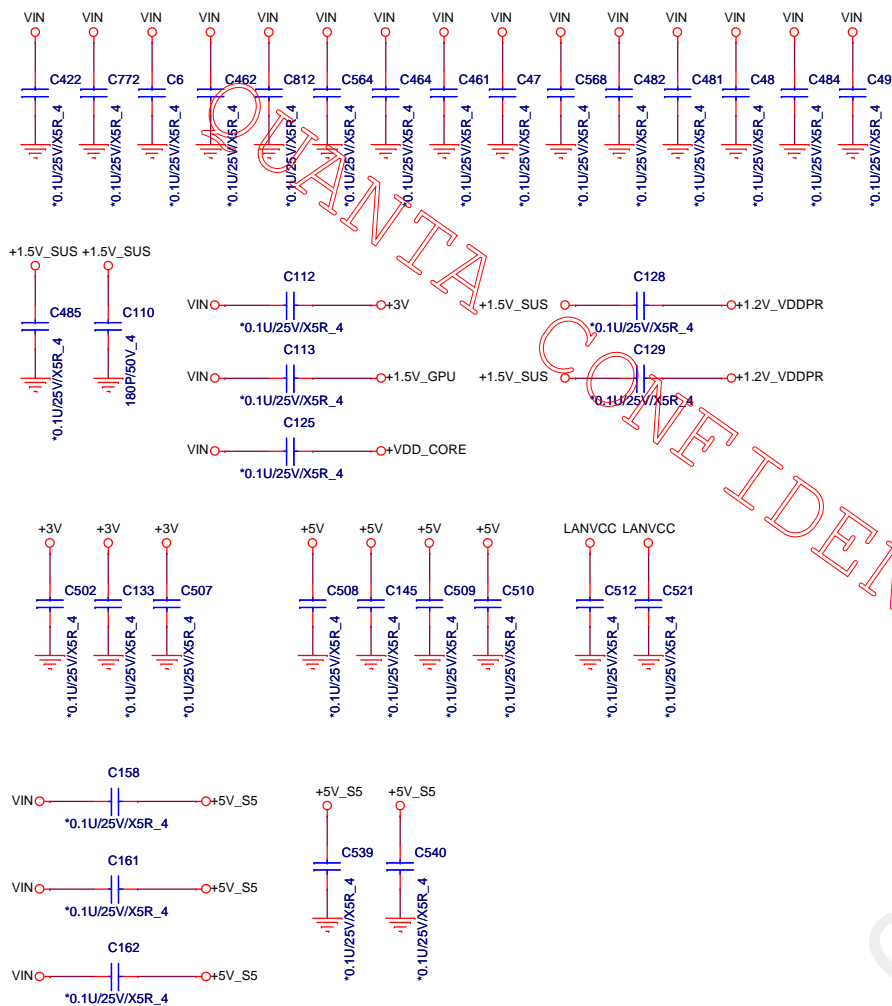 VIN VIN VIN VIN VIN VIN VIN VIN VIN VIN VIN VIN VIN VIN VIN
C422 C772 C6 C462 C812 C564 C464 C461 C47 C568 C482 C481 C48 C484 C49
*0.1U/25V/X5R_4 *0.1U/25V/X5R_4 *0.1U/25V/X5R_4 *0.1U/25V/X5R_4 *0.1U/25V/X5R_4 *0.1U/25V/X5R_4 *0.1U/25V/X5R_4 *0.1U/25V/X5R_4 *0.1U/25V/X5R_4 *0.1U/25V/X5R_4 *0.1U/25V/X5R_4 *0.1U/25V/X5R_4 *0.1U/25V/X5R_4 *0.1U/25V/X5R_4 *0.1U/25V/X5R_4
QUANTA CONFIDEN
+1.5V_SUS +1.5V_SUS
C485 C110
*0.1U/25V/X5R_4 180P/50V_4
C112
VIN +3V
*0.1U/25V/X5R_4
C113
VIN +1.5V_GPU
*0.1U/25V/X5R_4
C125
VIN +VDD_CORE
*0.1U/25V/X5R_4
C128
+1.5V_SUS +1.2V_VDDPR
*0.1U/25V/X5R_4
C129
+1.5V_SUS +1.2V_VDDPR
*0.1U/25V/X5R_4
+3V +3V +3V
C502 C133 C507
*0.1U/25V/X5R_4 *0.1U/25V/X5R_4 *0.1U/25V/X5R_4
+5V +5V +5V +5V
C508 C145 C509 C510
*0.1U/25V/X5R_4 *0.1U/25V/X5R_4 *0.1U/25V/X5R_4 *0.1U/25V/X5R_4
LANVCC LANVCC
C512 C521
*0.1U/25V/X5R_4 *0.1U/25V/X5R_4
C158
VIN +5V_S5
*0.1U/25V/X5R_4
C161
VIN +5V_S5
*0.1U/25V/X5R_4
C162
VIN +5V_S5
*0.1U/25V/X5R_4
+5V_S5 +5V_S5
C539 C540
*0.1U/25V/X5R_4 *0.1U/25V/X5R_4